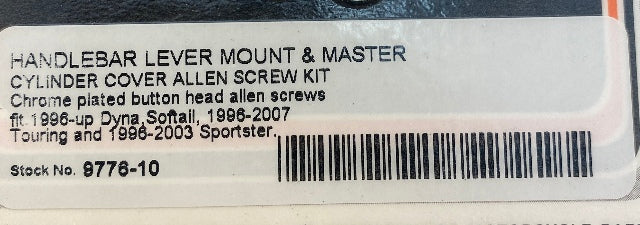 HANDLEBAR LEVER MOUNT & MASTER
CYLINDER COVER ALLEN SCREW KIT
Chrome plated button head allen screws
fit 1996-up Dyna,Softail, 1996-2007
Touring and 1996-2003 Sportster.
Stock No. 9776-10